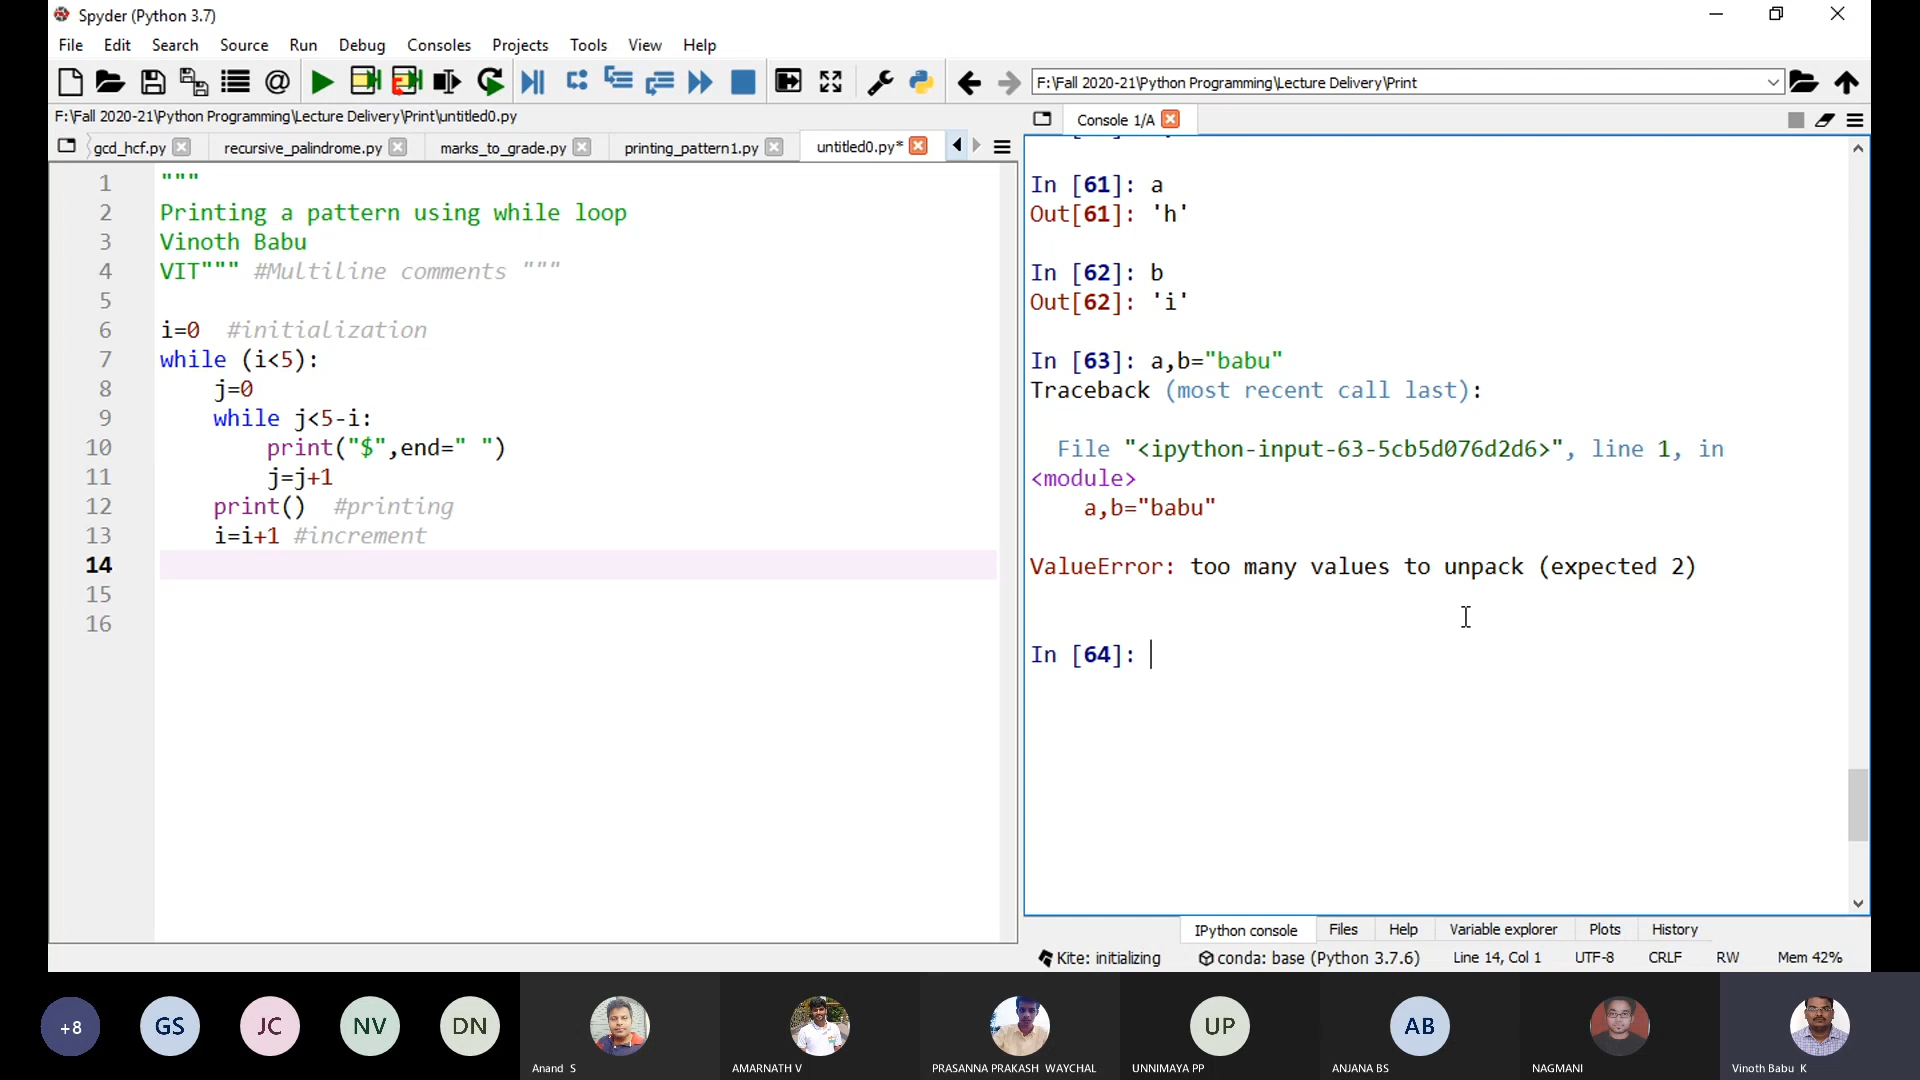 Spyder (Python 3.7)
File Edit Search Source Run Debug Consoles Projects Tools View Help
F:\Fall 2020-21\Python Programming\Lecture Delivery\Print
F:\Fall 2020-21\Python Programming\Lecture Delivery\Print\untitled0.py
gcd_hcf.py recursive_palindrome.py marks_to_grade.py printing_pattern1.py untitled0.py*
1 """
2 Printing a pattern using while loop
3 Vinoth Babu
4 VIT""" #Multiline comments """
5
6 i=0 #initialization
7 while (i<5):
8 j=0
9 while j<5-i:
10 print("$",end=" ")
11 j=j+1
12 print() #printing
13 i=i+1 #increment
14
15
16
Console 1/A
In [61]: a
Out[61]: 'h'
In [62]: b
Out[62]: 'i'
In [63]: a,b="babu"
Traceback (most recent call last):
File "<ipython-input-63-5cb5d076d2d6>", line 1, in
<module>
a,b="babu"
ValueError: too many values to unpack (expected 2)
In [64]:
IPython console Files Help Variable explorer Plots History
Kite: initializing conda: base (Python 3.7.6) Line 14, Col 1 UTF-8 CRLF RW Mem 42%
+8 GS JC NV DN UP AB
Anand S AMARNATH V PRASANNA PRAKASH WAYCHAL UNNIMAYA PP ANJANA BS NAGMANI Vinoth Babu K